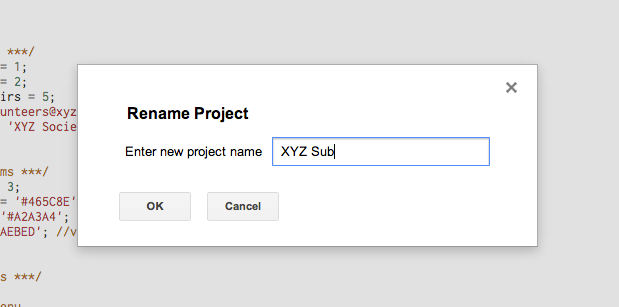 ***/
= 1;
= 2;
irs = 5;
unteers@xyz
'XYZ Socie
ms ***/
3;
= '#465C8E'
'#A2A3A4';
AEBED'; //v
s ***/
enu
×
Rename Project
Enter new project name XYZ Sub
OK Cancel